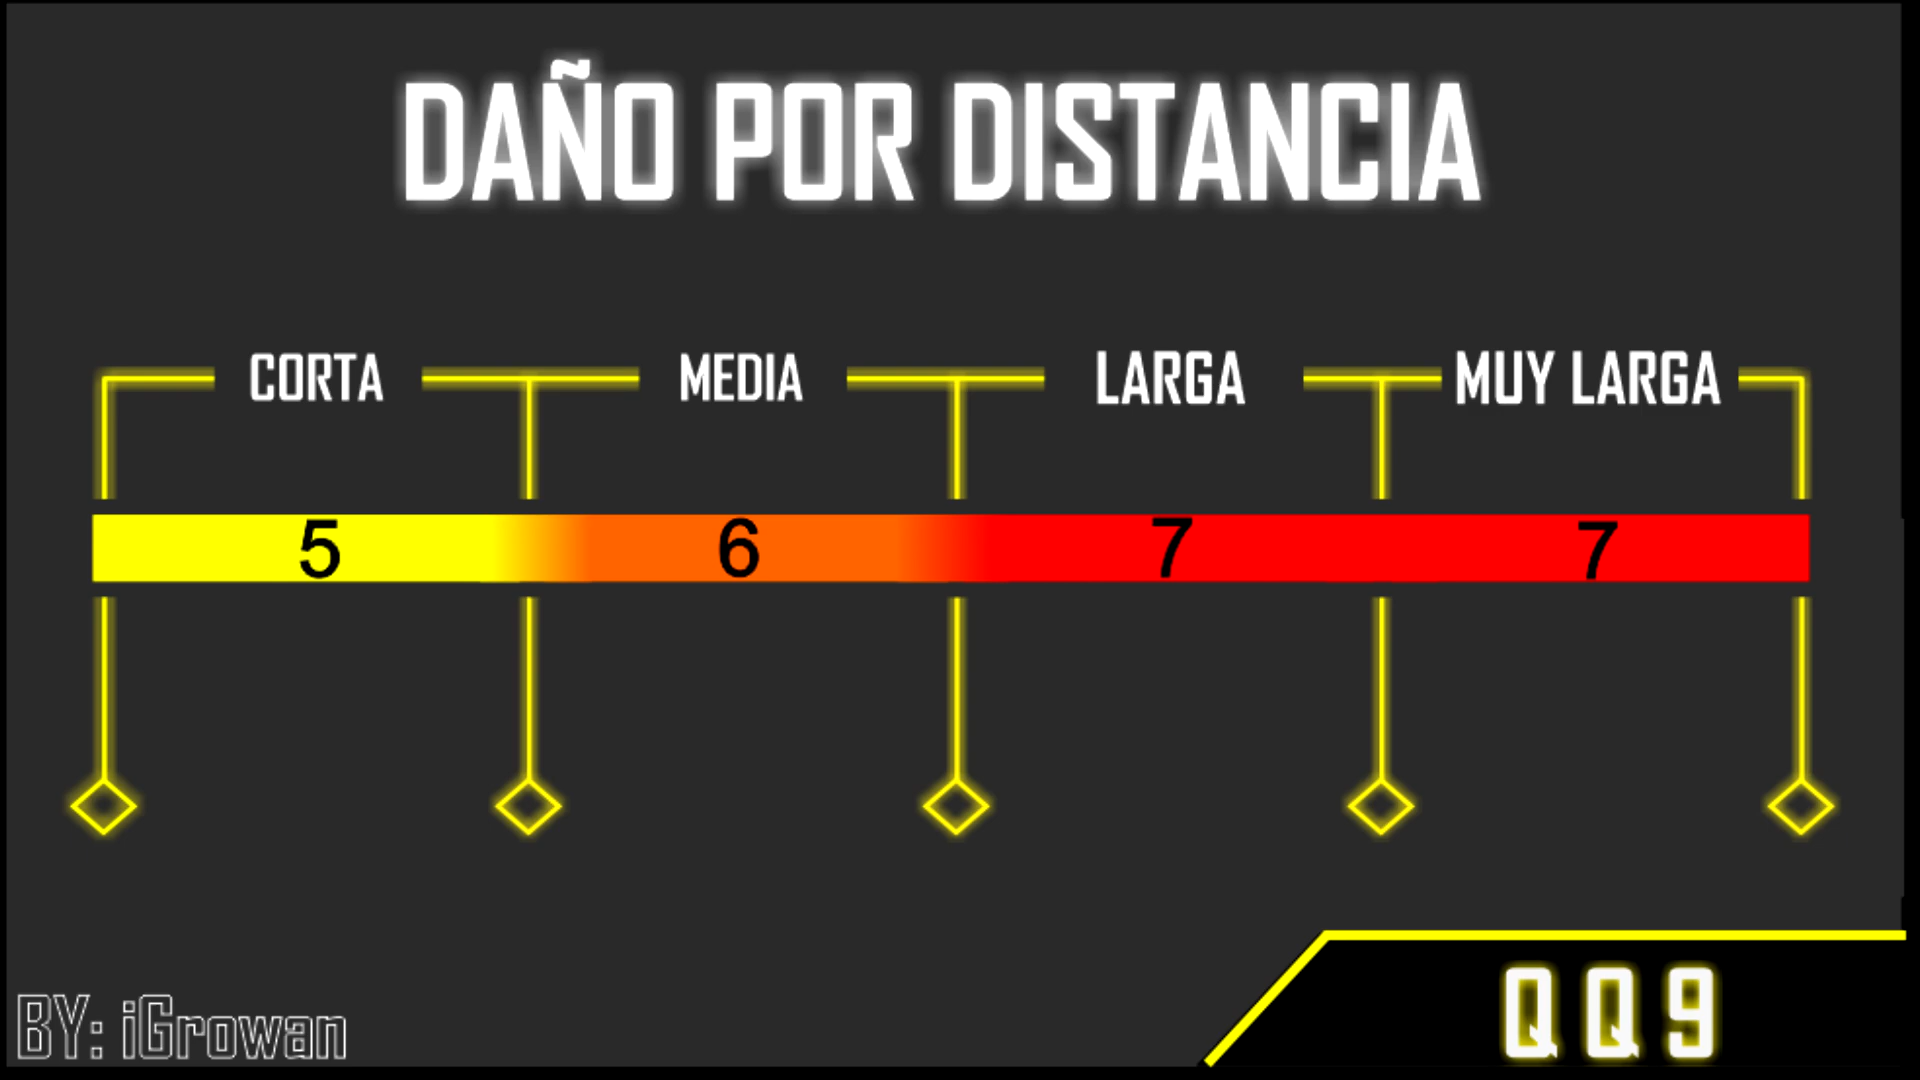 DAÑO POR DISTANCIA
CORTA MEDIA LARGA MUY LARGA
5 6 7 7
BY: iGrowan
QQ9